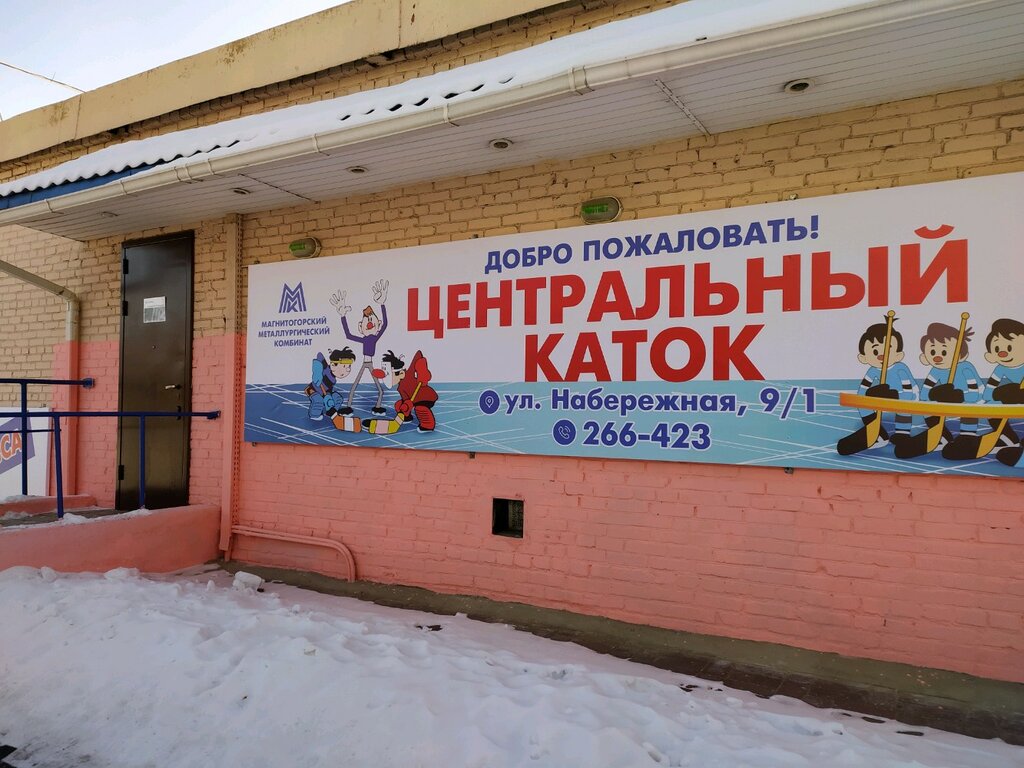 ДОБРО ПОЖАЛОВАТЬ!
ЦЕНТРАЛЬНЫЙ
КАТОК
ул. Набережная, 9/1
266-423
МАГНИТОГОРСКИЙ
МЕТАЛЛУРГИЧЕСКИЙ
КОМБИНАТ